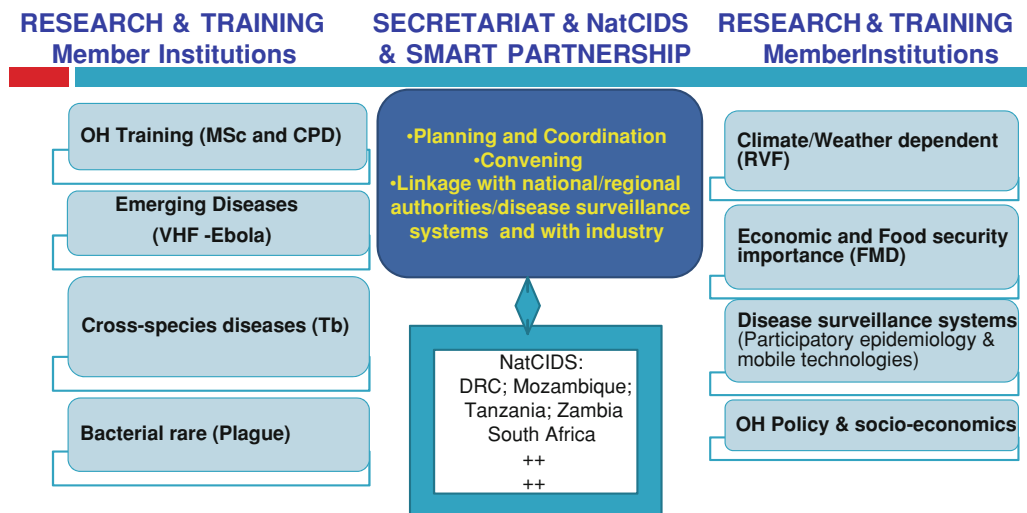 RESEARCH & TRAINING
Member Institutions
SECRETARIAT & NatCIDS
& SMART PARTNERSHIP
RESEARCH & TRAINING
MemberInstitutions
OH Training (MSc and CPD)
Emerging Diseases
(VHF -Ebola)
Cross-species diseases (Tb)
Bacterial rare (Plague)
•Planning and Coordination
•Convening
•Linkage with national/regional
authorities/disease surveillance
systems and with industry
NatCIDS:
DRC; Mozambique;
Tanzania; Zambia
South Africa
++
++
Climate/Weather dependent
(RVF)
Economic and Food security
importance (FMD)
Disease surveillance systems
(Participatory epidemiology &
mobile technologies)
OH Policy & socio-economics